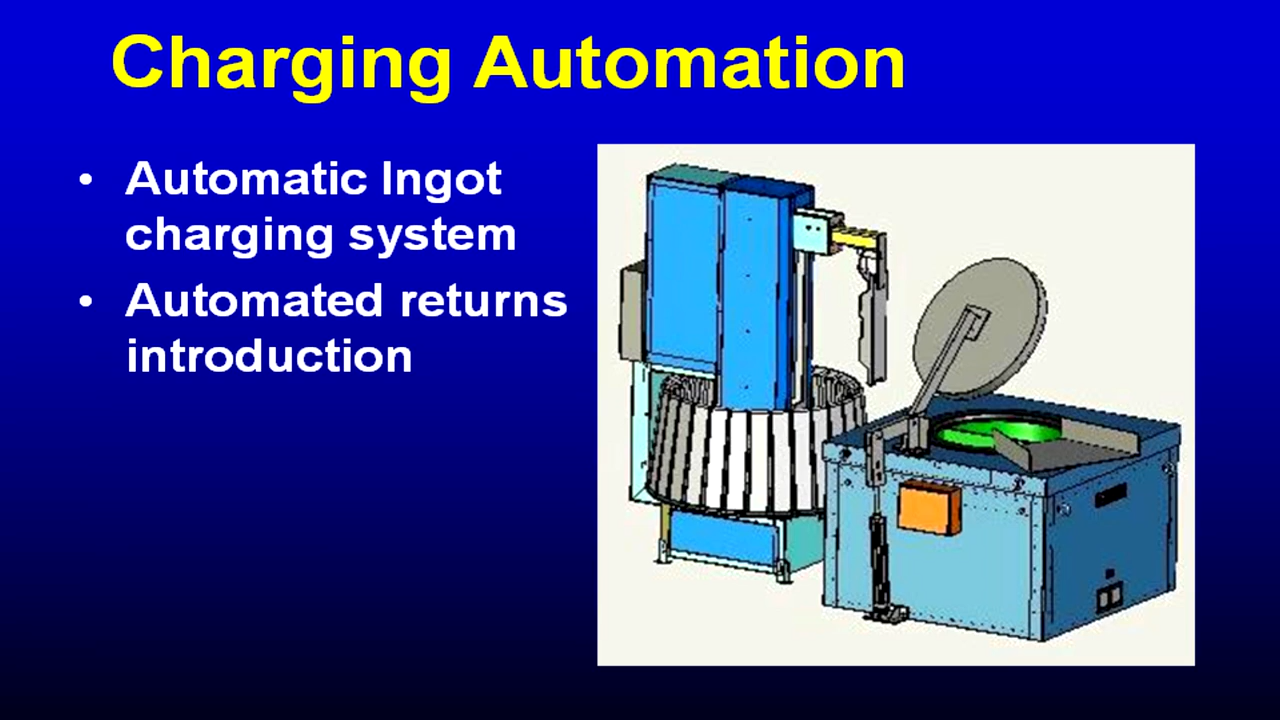 Charging Automation
• Automatic Ingot
charging system
• Automated returns
introduction